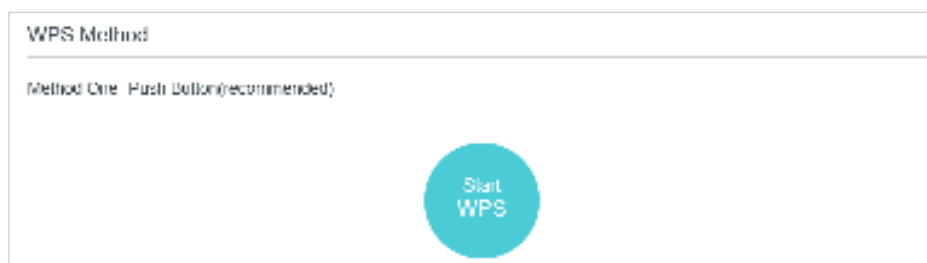 WPS Method
Method One Push Button(recommended)
Start
WPS